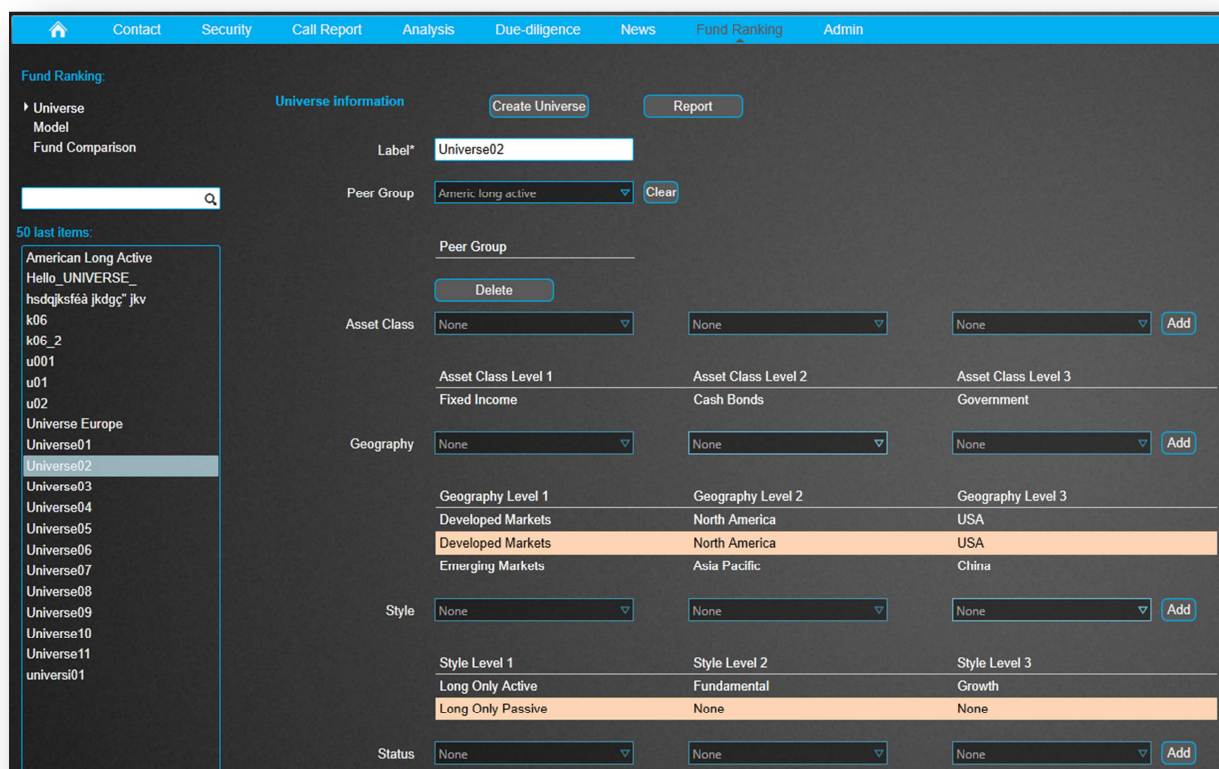 Contact Security Call Report Analysis Due-diligence News Fund Ranking Admin
Fund Ranking:
Universe
Model
Fund Comparison
50 last items:
American Long Active
Hello_UNIVERSE_
hsdqjksféà jkdgç" jkv
k06
k06_2
u001
u01
u02
Universe Europe
Universe01
Universe02
Universe03
Universe04
Universe05
Universe06
Universe07
Universe08
Universe09
Universe10
Universe11
universi01
Universe information Create Universe Report
Label* Universe02
Peer Group Americ long active Clear
Peer Group
Delete
Asset Class None None None Add
Asset Class Level 1 Asset Class Level 2 Asset Class Level 3
Fixed Income Cash Bonds Government
Geography None None None Add
Geography Level 1 Geography Level 2 Geography Level 3
Developed Markets North America USA
Developed Markets North America USA
Emerging Markets Asia Pacific China
Style None None None Add
Style Level 1 Style Level 2 Style Level 3
Long Only Active Fundamental Growth
Long Only Passive None None
Status None None None Add